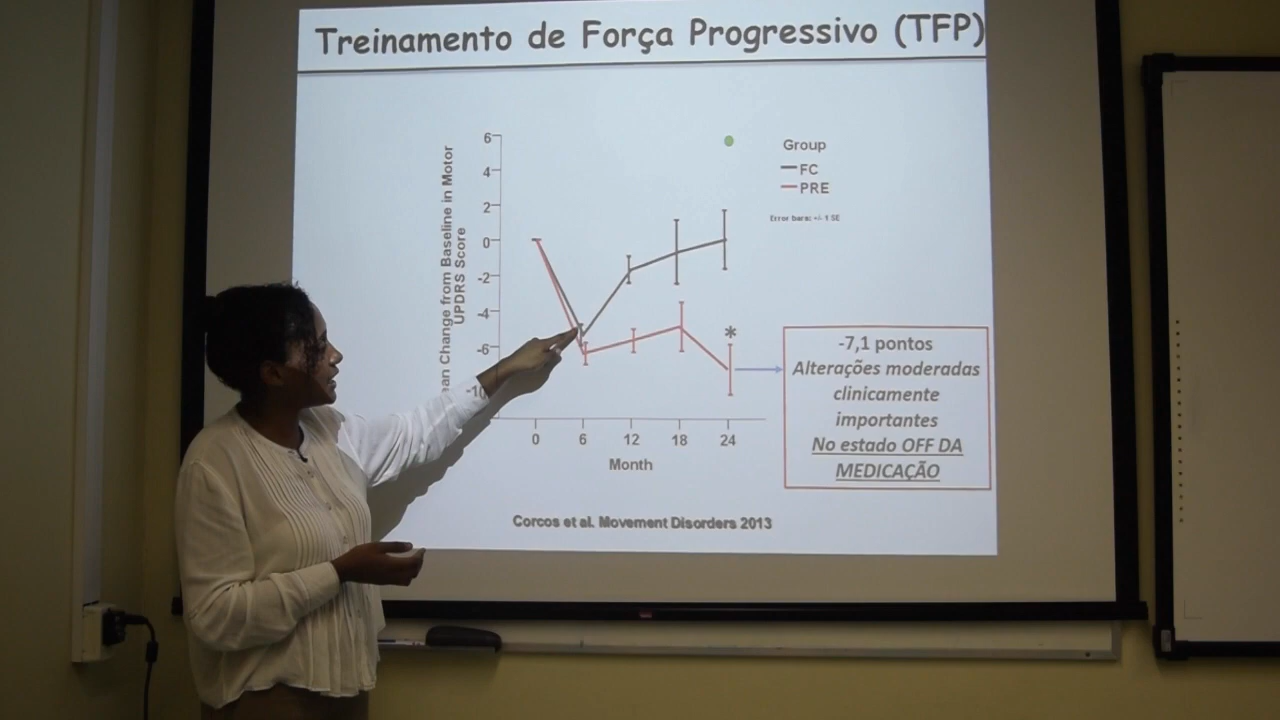 Treinamento de Força Progressivo (TFP)
ean Change from Baseline in Motor
UPDRS Score
6
4
2
0
-2
-4
-6
-10
0 6 12 18 24
Month
Group
FC
PRE
Error bars: +/- 1 SE
*
-7,1 pontos
Alterações moderadas
clinicamente
importantes
No estado OFF DA
MEDICAÇÃO
Corcos et al. Movement Disorders 2013